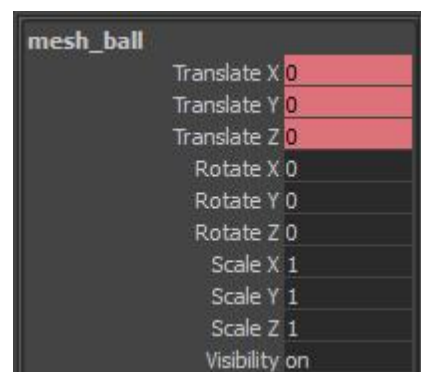 mesh_ball
Translate X 0
Translate Y 0
Translate Z 0
Rotate X 0
Rotate Y 0
Rotate Z 0
Scale X 1
Scale Y 1
Scale Z 1
Visibility on